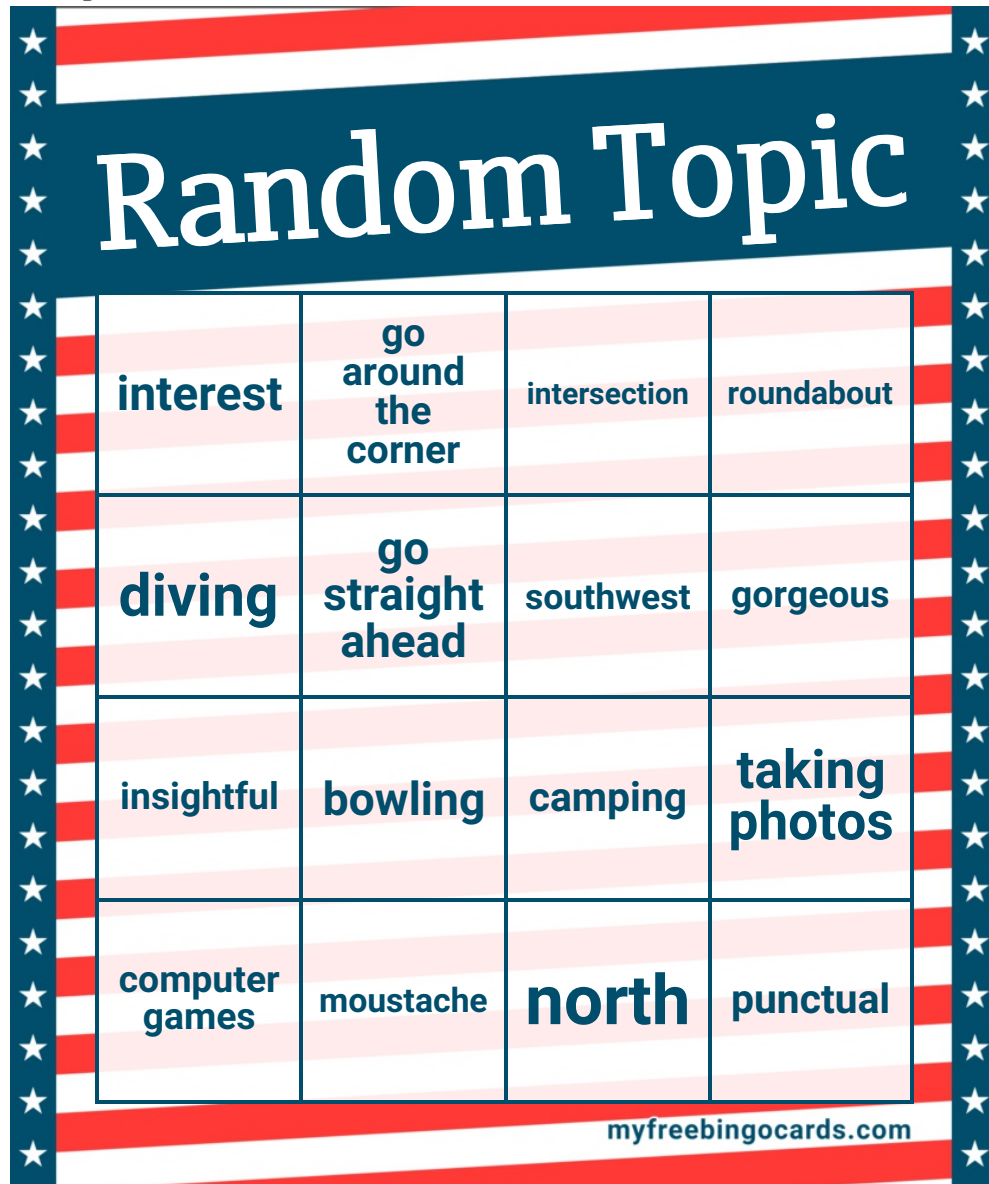 Random Topic
interest
go
around
the
corner
intersection
roundabout
diving
go
straight
ahead
southwest
gorgeous
insightful
bowling
camping
taking
photos
computer
games
moustache
north
punctual
myfreebingocards.com